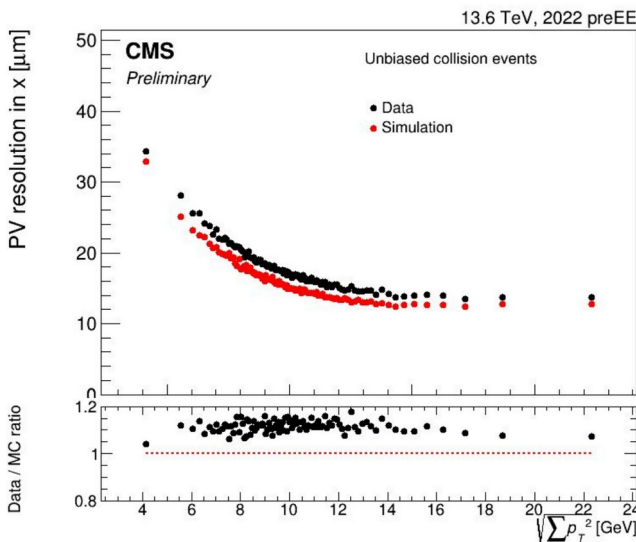 13.6 TeV, 2022 preEE
CMS
Preliminary
Unbiased collision events
Data
Simulation
PV resolution in x [μm]
50
40
30
20
10
0
Data / MC ratio
1.2
1
0.8
4 6 8 10 12 14 16 18 20 22 24
√∑p_T² [GeV]